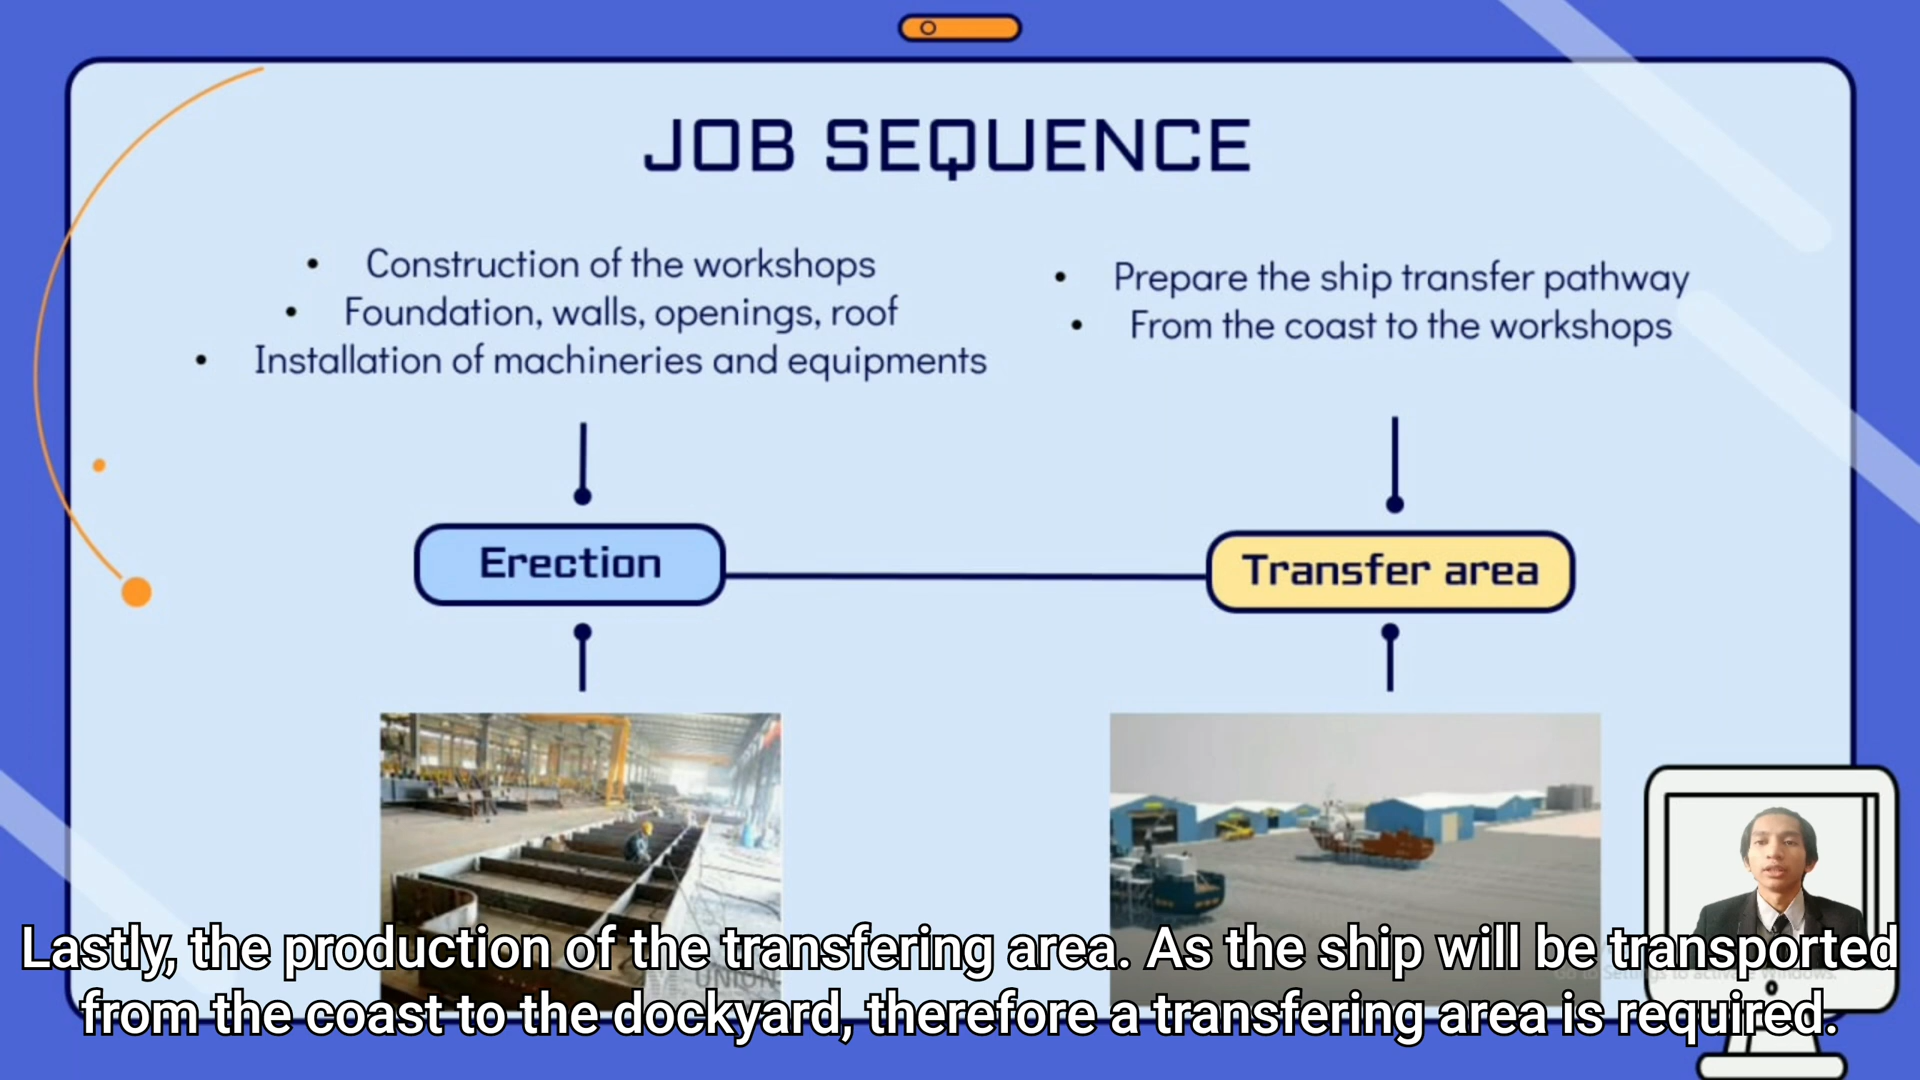 JOB SEQUENCE
• Construction of the workshops
• Foundation, walls, openings, roof
• Installation of machineries and equipments
• Prepare the ship transfer pathway
• From the coast to the workshops
Erection
Transfer area
UNION
Lastly, the production of the transfering area. As the ship will be transported
from the coast to the dockyard, therefore a transfering area is required.